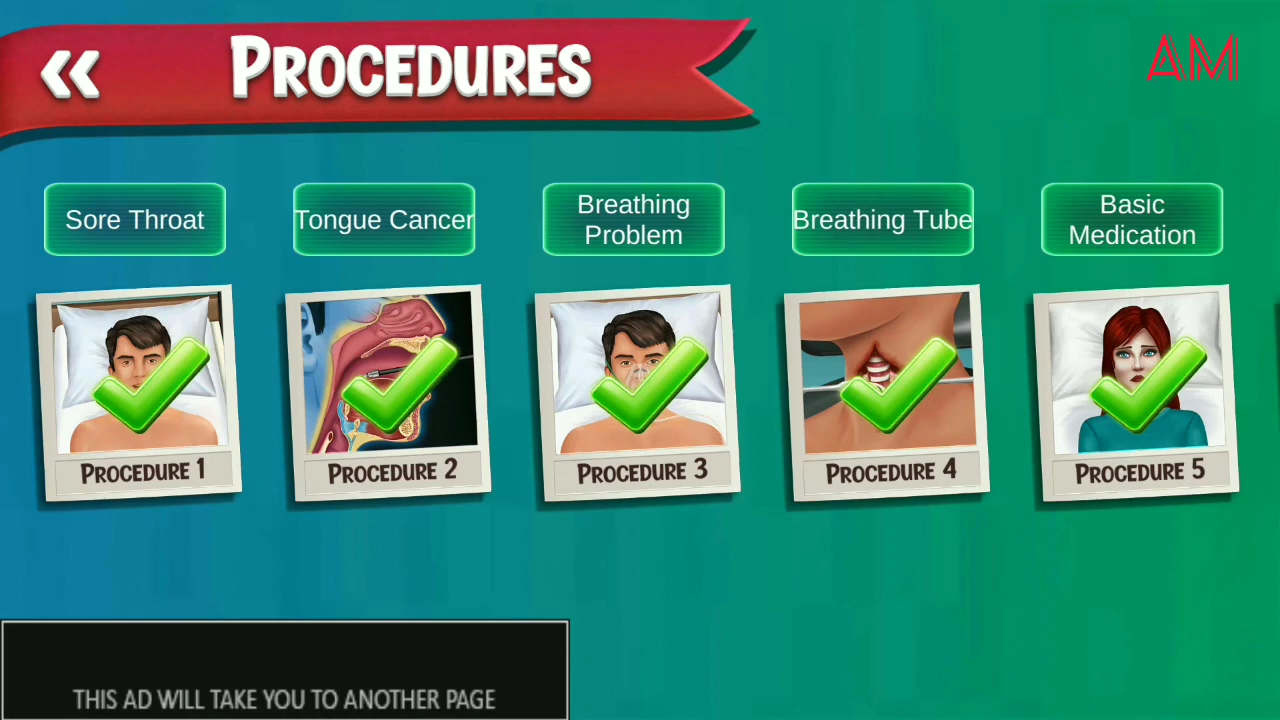 PROCEDURES
AM
Sore Throat
Tongue Cancer
Breathing
Problem
Breathing Tube
Basic
Medication
PROCEDURE 1
PROCEDURE 2
PROCEDURE 3
PROCEDURE 4
PROCEDURE 5
THIS AD WILL TAKE YOU TO ANOTHER PAGE